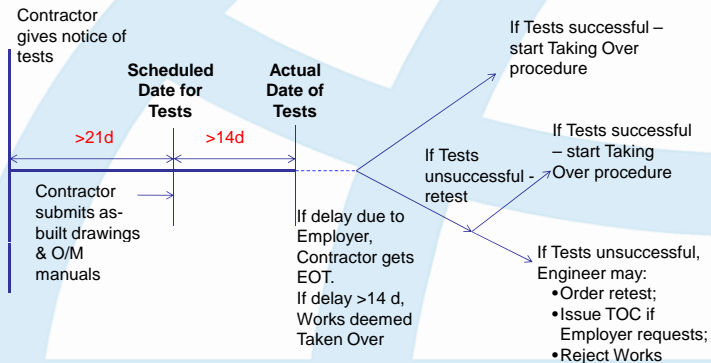 Contractor
gives notice of
tests
Scheduled
Date for
Tests
Actual
Date of
Tests
>21d
>14d
Contractor
submits as-
built drawings
& O/M
manuals
If delay due to
Employer,
Contractor gets
EOT.
If delay >14 d,
Works deemed
Taken Over
If Tests successful –
start Taking Over
procedure
If Tests
unsuccessful -
retest
If Tests successful
– start Taking
Over procedure
If Tests unsuccessful,
Engineer may:
•Order retest;
•Issue TOC if
Employer requests;
•Reject Works